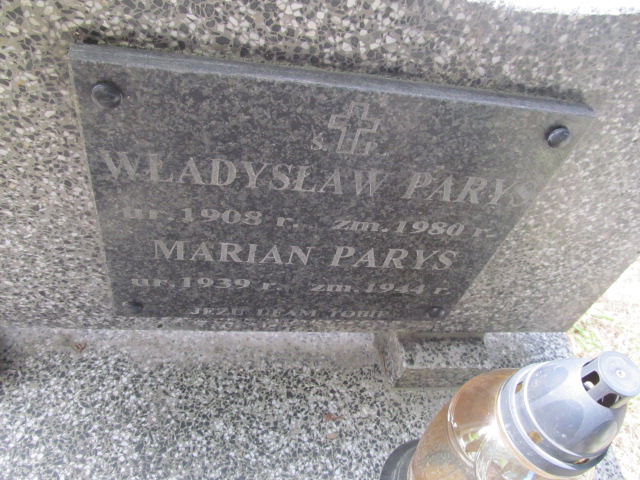 Ś.
WŁADYSŁAW PARYS
ur. 1908 r. zm. 1980 r.
MARIAN PARYS
ur. 1939 r. zm. 1944 r.
JEZU UFAM TOBIE